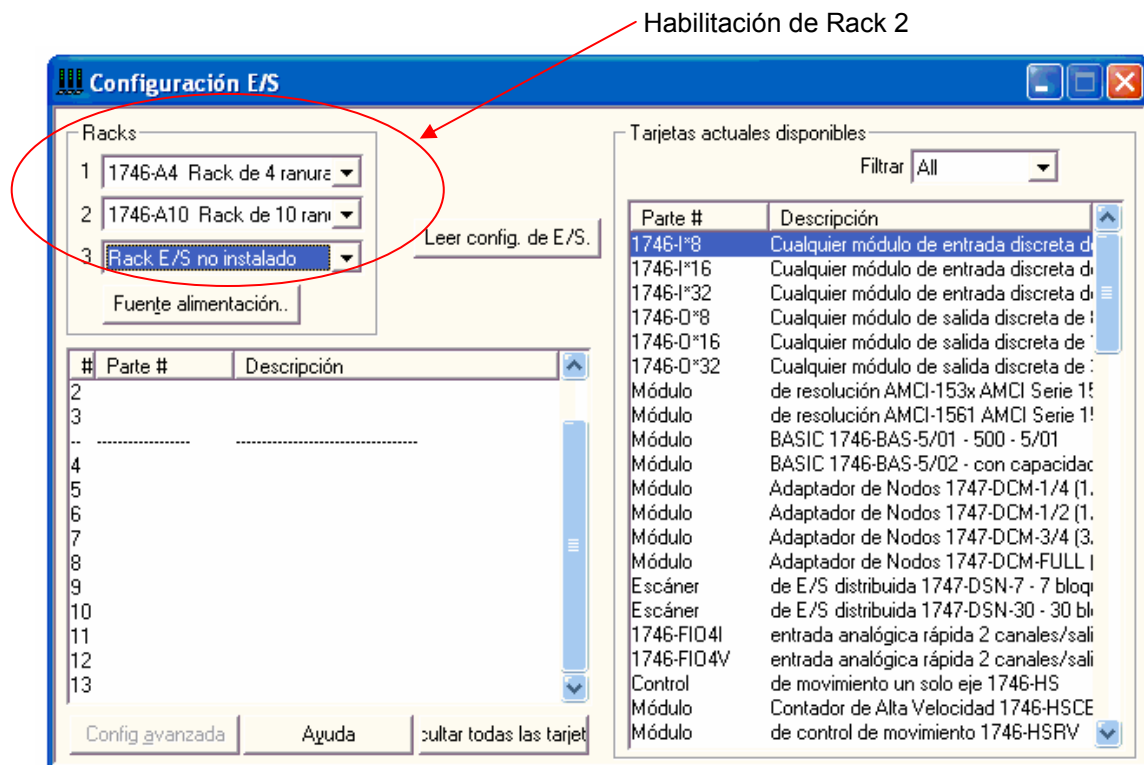 Habilitación de Rack 2
Configuración E/S
Racks
1 1746-A4 Rack de 4 ranura
2 1746-A10 Rack de 10 ranu
3 Rack E/S no instalado
Fuente alimentación..
Leer config. de E/S.
# Parte # Descripción
2
3
-- ----------------- ---------------------------------
4
5
6
7
8
9
10
11
12
13
Config avanzada
Ayuda
cultar todas las tarjet
Tarjetas actuales disponibles
Filtrar All
Parte # Descripción
1746-I*8 Cualquier módulo de entrada discreta de
1746-I*16 Cualquier módulo de entrada discreta de
1746-I*32 Cualquier módulo de entrada discreta de
1746-O*8 Cualquier módulo de salida discreta de
1746-O*16 Cualquier módulo de salida discreta de
1746-O*32 Cualquier módulo de salida discreta de
Módulo de resolución AMCI-153x AMCI Serie 15
Módulo de resolución AMCI-1561 AMCI Serie 15
Módulo BASIC 1746-BAS-5/01 - 500 - 5/01
Módulo BASIC 1746-BAS-5/02 - con capacidad
Módulo Adaptador de Nodos 1747-DCM-1/4 (1.
Módulo Adaptador de Nodos 1747-DCM-1/2 (1.
Módulo Adaptador de Nodos 1747-DCM-3/4 (3.
Módulo Adaptador de Nodos 1747-DCM-FULL (
Escáner de E/S distribuida 1747-DSN-7 - 7 bloqu
Escáner de E/S distribuida 1747-DSN-30 - 30 bl
1746-FIO4I entrada analógica rápida 2 canales/sali
1746-FIO4V entrada analógica rápida 2 canales/sali
Control de movimiento un solo eje 1746-HS
Módulo Contador de Alta Velocidad 1746-HSCE
Módulo de control de movimiento 1746-HSRV